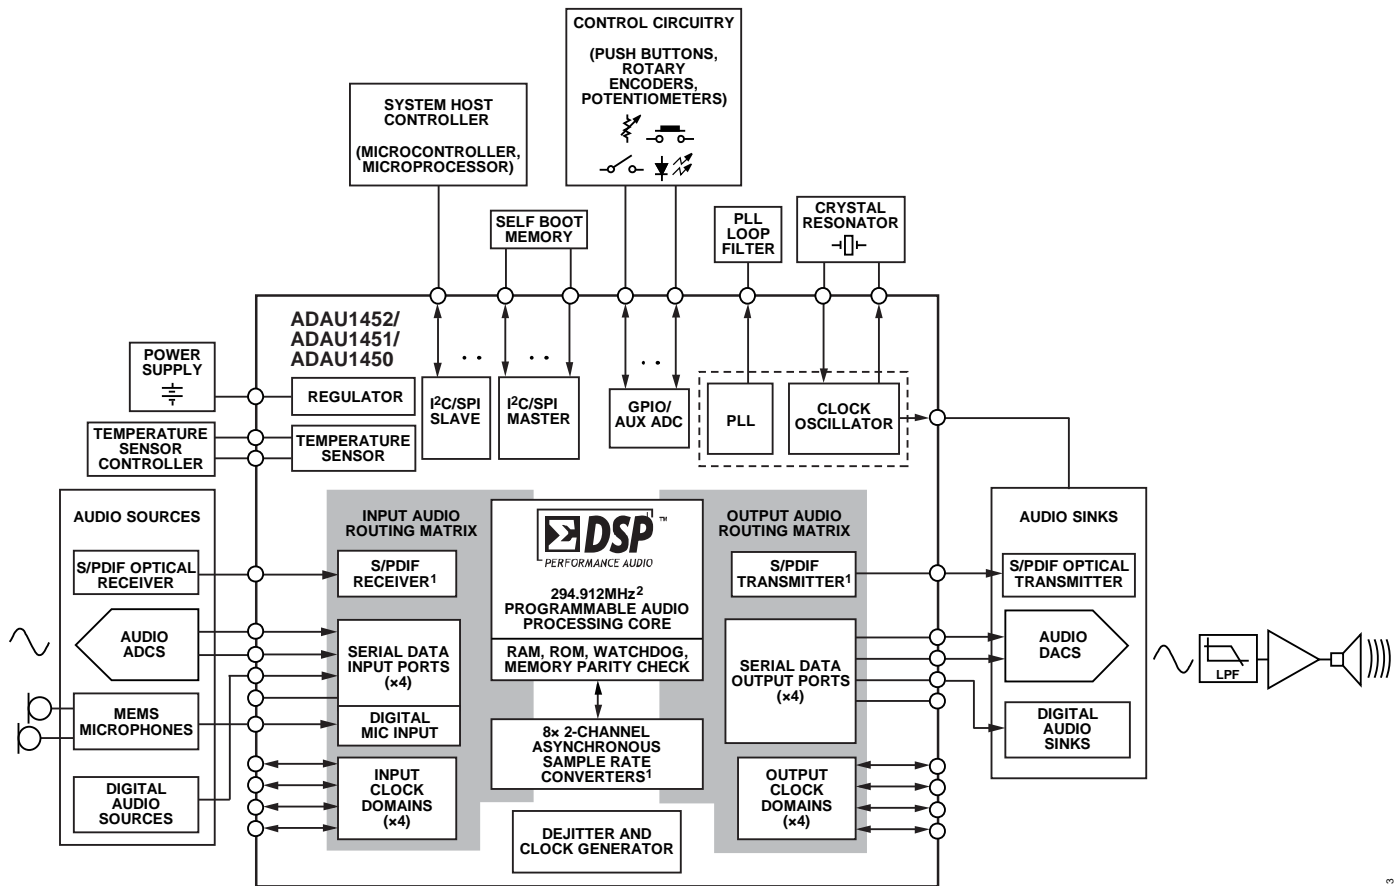 CONTROL CIRCUITRY
(PUSH BUTTONS,
ROTARY
ENCODERS,
POTENTIOMETERS)
SYSTEM HOST
CONTROLLER
(MICROCONTROLLER,
MICROPROCESSOR)
SELF BOOT
MEMORY
PLL
LOOP
FILTER
CRYSTAL
RESONATOR
ADAU1452/
ADAU1451/
ADAU1450
POWER
SUPPLY
REGULATOR
TEMPERATURE
SENSOR
CONTROLLER
TEMPERATURE
SENSOR
I²C/SPI
SLAVE
I²C/SPI
MASTER
GPIO/
AUX ADC
PLL
CLOCK
OSCILLATOR
AUDIO SOURCES
S/PDIF OPTICAL
RECEIVER
AUDIO
ADCS
MEMS
MICROPHONES
DIGITAL
AUDIO
SOURCES
INPUT AUDIO
ROUTING MATRIX
S/PDIF
RECEIVER¹
SERIAL DATA
INPUT PORTS
(×4)
DIGITAL
MIC INPUT
INPUT
CLOCK
DOMAINS
(×4)
ΣDSP™
PERFORMANCE AUDIO
294.912MHz²
PROGRAMMABLE AUDIO
PROCESSING CORE
RAM, ROM, WATCHDOG,
MEMORY PARITY CHECK
8× 2-CHANNEL
ASYNCHRONOUS
SAMPLE RATE
CONVERTERS¹
DEJITTER AND
CLOCK GENERATOR
OUTPUT AUDIO
ROUTING MATRIX
S/PDIF
TRANSMITTER¹
SERIAL DATA
OUTPUT PORTS
(×4)
OUTPUT
CLOCK
DOMAINS
(×4)
AUDIO SINKS
S/PDIF OPTICAL
TRANSMITTER
AUDIO
DACS
DIGITAL
AUDIO
SINKS
LPF
3